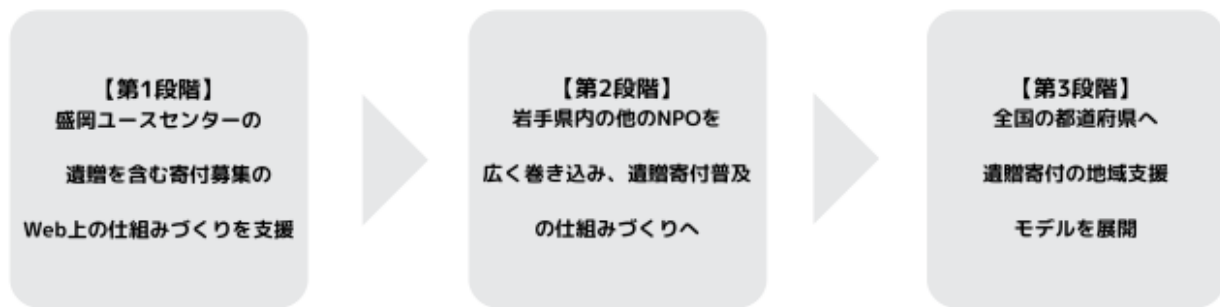 【第1段階】
盛岡ユースセンターの
遺贈を含む寄付募集の
Web上の仕組みづくりを支援
【第2段階】
岩手県内の他のNPOを
広く巻き込み、遺贈寄付普及
の仕組みづくりへ
【第3段階】
全国の都道府県へ
遺贈寄付の地域支援
モデルを展開